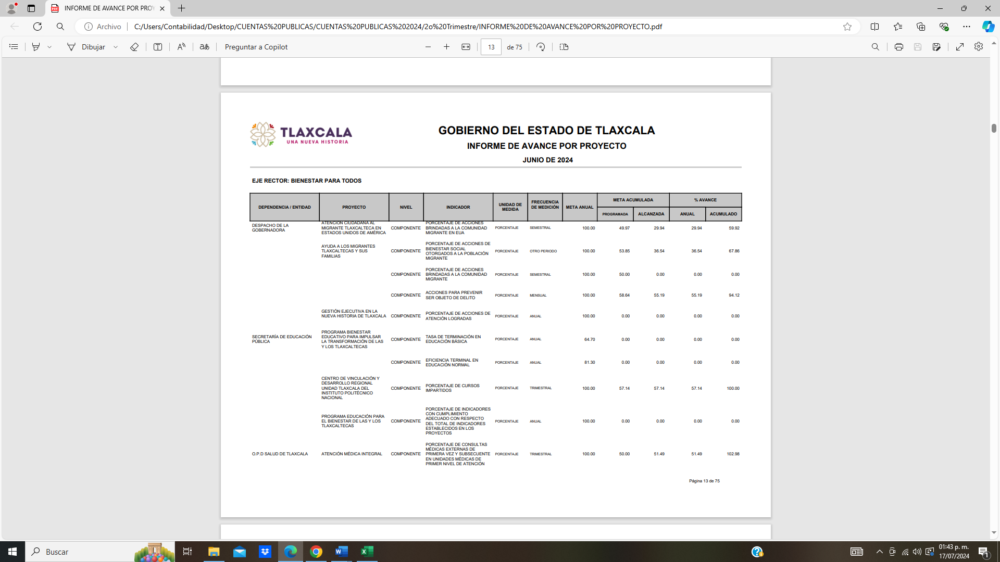 INFORME DE AVANCE POR PROY
Archivo
C:/Users/Contabilidad/Desktop/CUENTAS%20PUBLICAS/CUENTAS%20PUBLICAS%202024/2o%20Trimestre/INFORME%20DE%20AVANCE%20POR%20PROYECTO.pdf
Dibujar
Preguntar a Copilot
13 de 75
TLAXCALA
UNA NUEVA HISTORIA
GOBIERNO DEL ESTADO DE TLAXCALA
INFORME DE AVANCE POR PROYECTO
JUNIO DE 2024
EJE RECTOR: BIENESTAR PARA TODOS
DEPENDENCIA / ENTIDAD
PROYECTO
NIVEL
INDICADOR
UNIDAD DE
MEDIDA
FRECUENCIA
DE MEDICIÓN
META ANUAL
META ACUMULADA
PROGRAMADA
ALCANZADA
% AVANCE
ANUAL
ACUMULADO
DESPACHO DE LA
GOBERNADORA
ATENCIÓN CIUDADANA AL
MIGRANTE TLAXCALTECA EN
ESTADOS UNIDOS DE AMÉRICA
COMPONENTE
PORCENTAJE DE ACCIONES
BRINDADAS A LA COMUNIDAD
MIGRANTE EN EUA
PORCENTAJE
SEMESTRAL
100.00
49.97
29.94
29.94
59.92
AYUDA A LOS MIGRANTES
TLAXCALTECAS Y SUS
FAMILIAS
COMPONENTE
PORCENTAJE DE ACCIONES DE
BIENESTAR SOCIAL
OTORGADOS A LA POBLACIÓN
MIGRANTE
PORCENTAJE
OTRO PERIODO
100.00
53.85
36.54
36.54
67.86
COMPONENTE
PORCENTAJE DE ACCIONES
BRINDADAS A LA COMUNIDAD
MIGRANTE
PORCENTAJE
SEMESTRAL
100.00
50.00
0.00
0.00
0.00
COMPONENTE
ACCIONES PARA PREVENIR
SER OBJETO DE DELITO
PORCENTAJE
MENSUAL
100.00
58.64
55.19
55.19
94.12
GESTIÓN EJECUTIVA EN LA
NUEVA HISTORIA DE TLAXCALA
COMPONENTE
PORCENTAJE DE ACCIONES DE
ATENCIÓN LOGRADAS
PORCENTAJE
ANUAL
100.00
0.00
0.00
0.00
0.00
SECRETARÍA DE EDUCACIÓN
PÚBLICA
PROGRAMA BIENESTAR
EDUCATIVO PARA IMPULSAR
LA TRANSFORMACIÓN DE LAS
Y LOS TLAXCALTECAS
COMPONENTE
TASA DE TERMINACIÓN EN
EDUCACIÓN BÁSICA
PORCENTAJE
ANUAL
64.70
0.00
0.00
0.00
0.00
COMPONENTE
EFICIENCIA TERMINAL EN
EDUCACIÓN NORMAL
PORCENTAJE
ANUAL
81.30
0.00
0.00
0.00
0.00
CENTRO DE VINCULACIÓN Y
DESARROLLO REGIONAL
UNIDAD TLAXCALA DEL
INSTITUTO POLITÉCNICO
NACIONAL
COMPONENTE
PORCENTAJE DE CURSOS
IMPARTIDOS
PORCENTAJE
TRIMESTRAL
100.00
57.14
57.14
57.14
100.00
PROGRAMA EDUCACIÓN PARA
EL BIENESTAR DE LAS Y LOS
TLAXCALTECAS
COMPONENTE
PORCENTAJE DE INDICADORES
CON CUMPLIMIENTO
ADECUADO CON RESPECTO
DEL TOTAL DE INDICADORES
ESTABLECIDOS EN LOS
PROYECTOS
PORCENTAJE
ANUAL
100.00
0.00
0.00
0.00
0.00
O.P.D SALUD DE TLAXCALA
ATENCIÓN MÉDICA INTEGRAL
COMPONENTE
PORCENTAJE DE CONSULTAS
MÉDICAS EXTERNAS DE
PRIMERA VEZ Y SUBSECUENTE
EN UNIDADES MÉDICAS DE
PRIMER NIVEL DE ATENCIÓN
PORCENTAJE
TRIMESTRAL
100.00
50.00
51.49
51.49
102.98
Página 13 de 75
Buscar
01:43 p. m.
17/07/2024
1